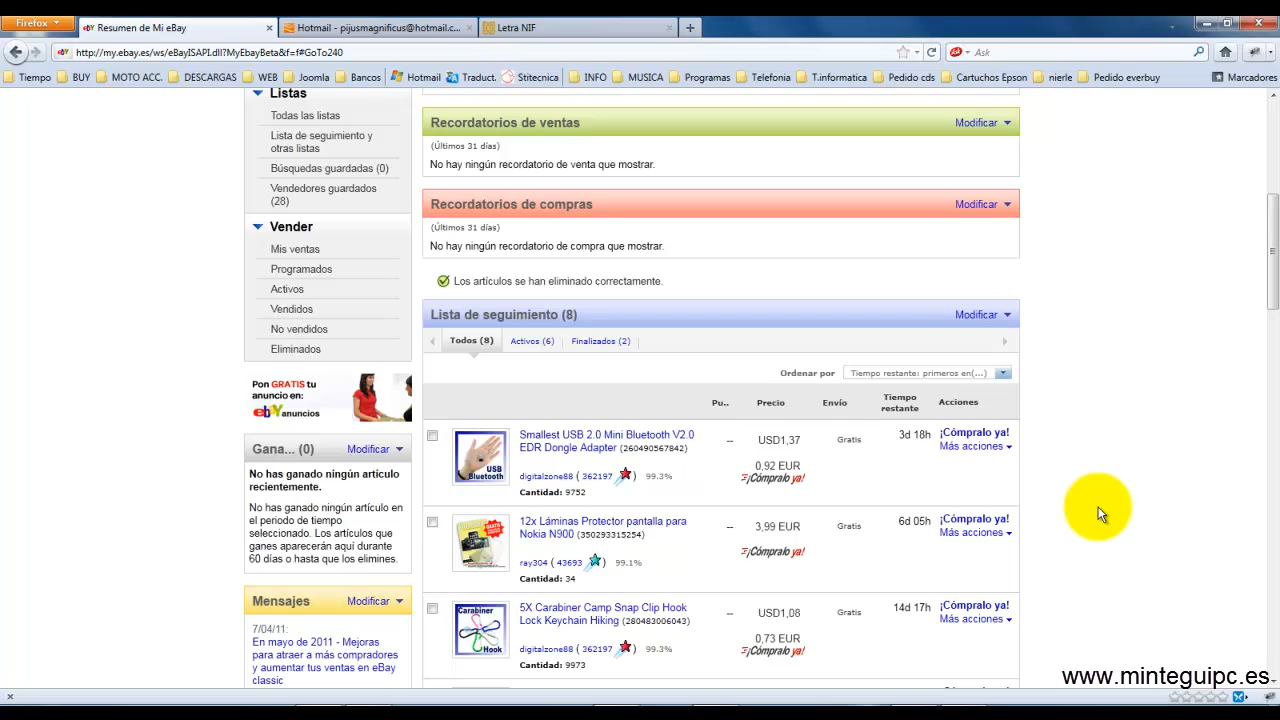 Firefox
Resumen de Mi eBay
Hotmail - pijusmagnificus@hotmail.c...
Letra NIF
http://my.ebay.es/ws/eBayISAPI.dll?MyEbayBeta&f=f#GoTo240
Ask
Tiempo BUY MOTO ACC. DESCARGAS WEB Joomla Bancos Hotmail Traduct. Stitecnica INFO MUSICA Programas Telefonia T.informatica Pedido cds Cartuchos Epson nierle Pedido everbuy Marcadores
Listas
Todas las listas
Lista de seguimiento y
otras listas
Búsquedas guardadas (0)
Vendedores guardados
(28)
Vender
Mis ventas
Programados
Activos
Vendidos
No vendidos
Eliminados
Pon GRATIS tu
anuncio en:
ebay anuncios
Gana... (0) Modificar
No has ganado ningún artículo
recientemente.
No has ganado ningún artículo en
el periodo de tiempo
seleccionado. Los artículos que
ganes aparecerán aquí durante
60 días o hasta que los elimines.
Mensajes Modificar
7/04/11:
En mayo de 2011 - Mejoras
para atraer a más compradores
y aumentar tus ventas en eBay
classic
Recordatorios de ventas Modificar
(Últimos 31 días)
No hay ningún recordatorio de venta que mostrar.
Recordatorios de compras Modificar
(Últimos 31 días)
No hay ningún recordatorio de compra que mostrar.
Los artículos se han eliminado correctamente.
Lista de seguimiento (8) Modificar
Todos (8) Activos (6) Finalizados (2)
Ordenar por Tiempo restante: primeros en(...)
Pu.. Precio Envío Tiempo restante Acciones
Smallest USB 2.0 Mini Bluetooth V2.0 -- USD1,37 Gratis 3d 18h ¡Cómpralo ya!
EDR Dongle Adapter (260490567842) Más acciones
0,92 EUR
digitalzone88 ( 362197 ) 99.3% ¡Cómpralo ya!
Cantidad: 9752
USB
Bluetooth
12x Láminas Protector pantalla para -- 3,99 EUR Gratis 6d 05h ¡Cómpralo ya!
Nokia N900 (350293315254) Más acciones
¡Cómpralo ya!
ray304 ( 43693 ) 99.1%
Cantidad: 34
5X Carabiner Camp Snap Clip Hook -- USD1,08 Gratis 14d 17h ¡Cómpralo ya!
Lock Keychain Hiking (280483006043) Más acciones
0,73 EUR
digitalzone88 ( 362197 ) 99.3% ¡Cómpralo ya!
Cantidad: 9973
Carabiner
Hook
www.minteguipc.es